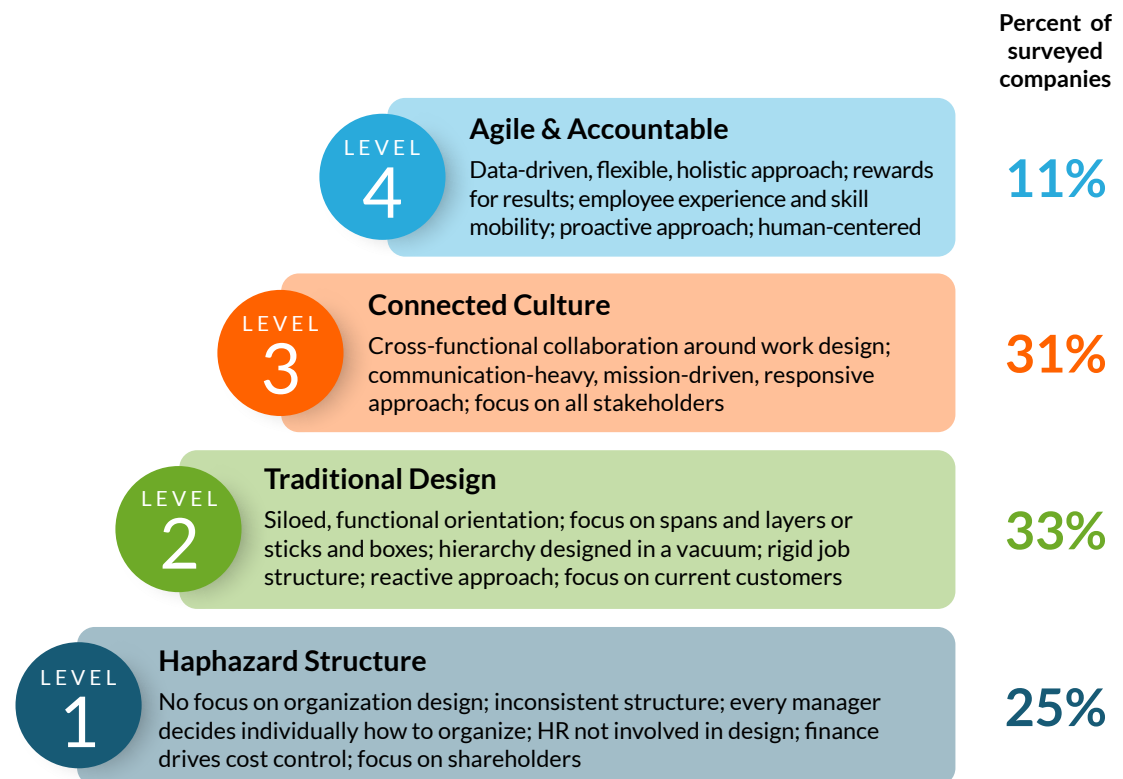 Percent of
surveyed
companies
LEVEL
4
Agile & Accountable
Data-driven, flexible, holistic approach; rewards
for results; employee experience and skill
mobility; proactive approach; human-centered
11%
LEVEL
3
Connected Culture
Cross-functional collaboration around work design;
communication-heavy, mission-driven, responsive
approach; focus on all stakeholders
31%
LEVEL
2
Traditional Design
Siloed, functional orientation; focus on spans and layers or
sticks and boxes; hierarchy designed in a vacuum; rigid job
structure; reactive approach; focus on current customers
33%
LEVEL
1
Haphazard Structure
No focus on organization design; inconsistent structure; every manager
decides individually how to organize; HR not involved in design; finance
drives cost control; focus on shareholders
25%